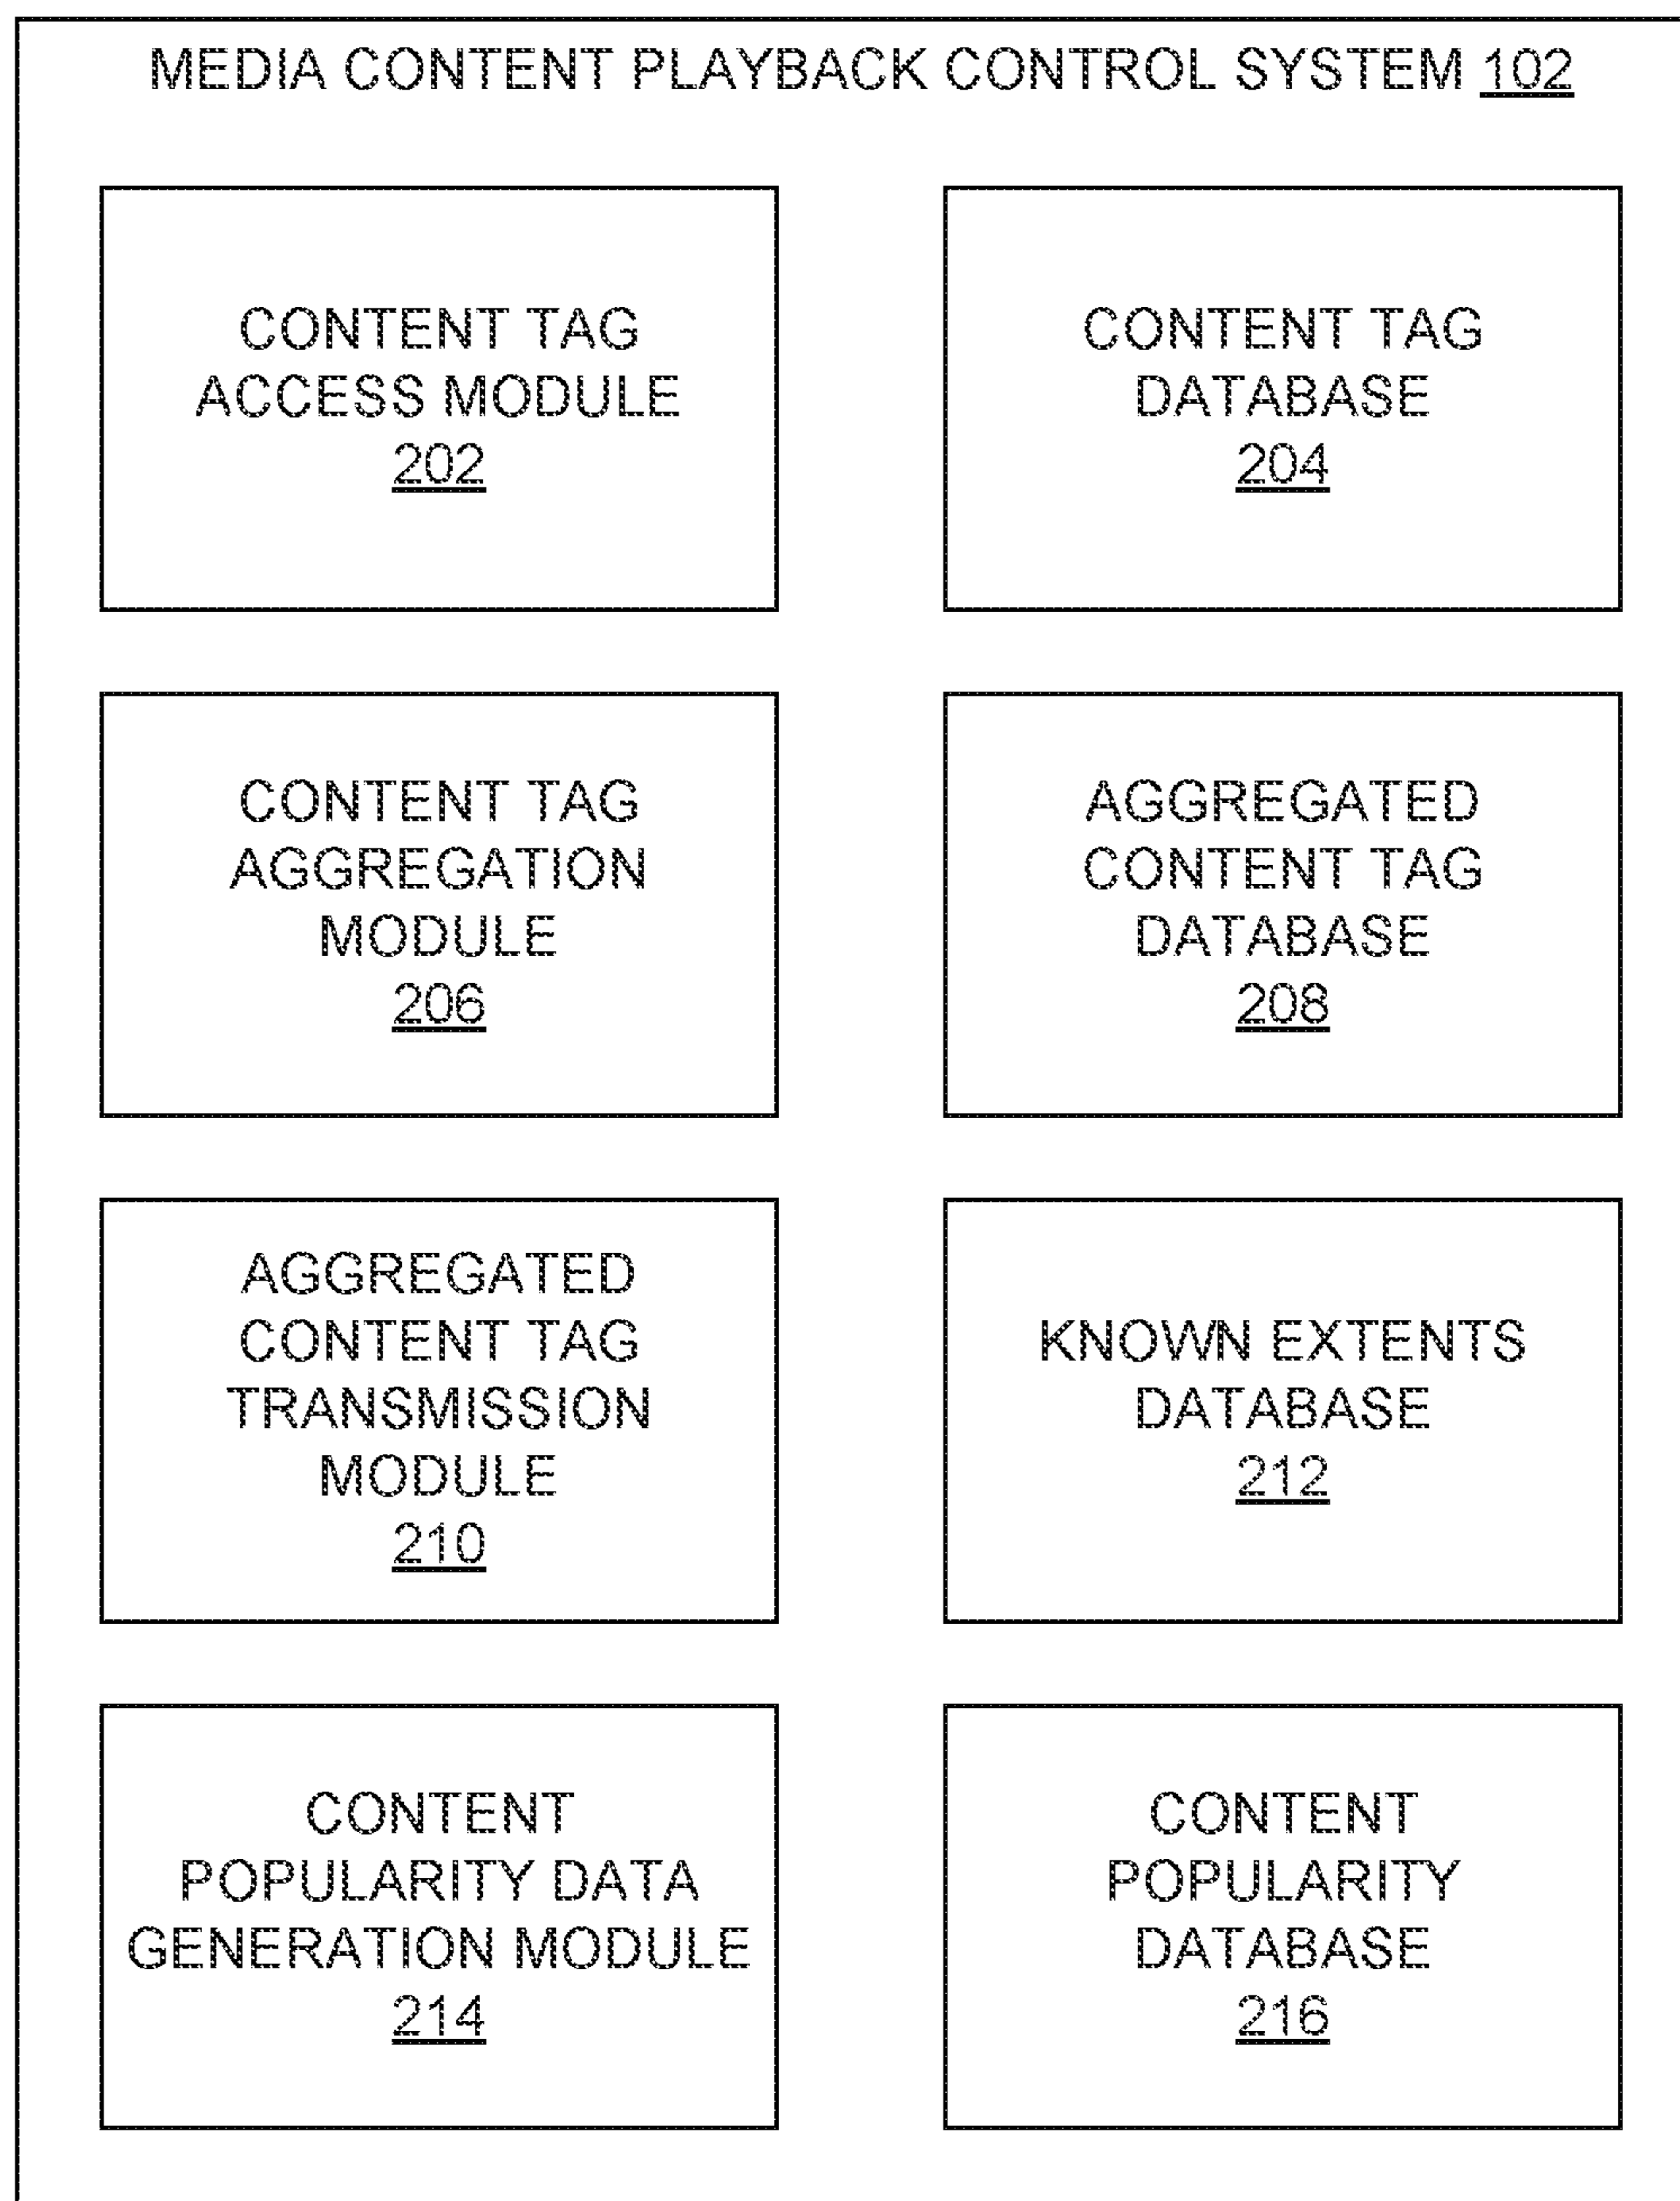 MEDIA CONTENT PLAYBACK CONTROL SYSTEM 102
CONTENT TAG
ACCESS MODULE
202
CONTENT TAG
DATABASE
204
CONTENT TAG
AGGREGATION
MODULE
206
AGGREGATED
CONTENT TAG
DATABASE
208
AGGREGATED
CONTENT TAG
TRANSMISSION
MODULE
210
KNOWN EXTENTS
DATABASE
212
CONTENT
POPULARITY DATA
GENERATION MODULE
214
CONTENT
POPULARITY
DATABASE
216